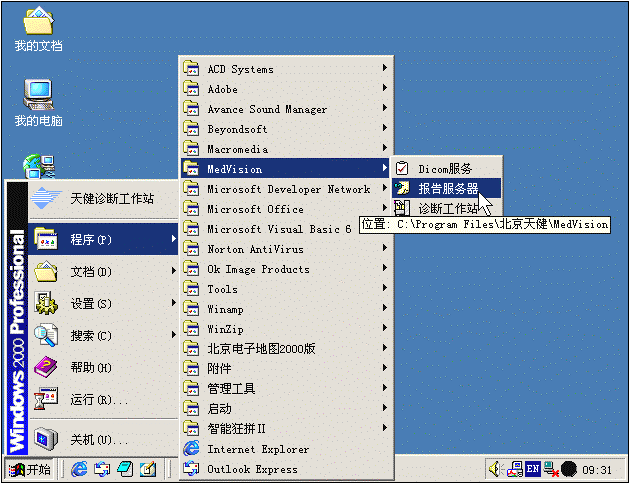 我的文档
我的电脑
ACD Systems
Adobe
Avance Sound Manager
Beyondsoft
Macromedia
MedVision
Microsoft Developer Network
Microsoft Office
Microsoft Visual Basic 6
Norton AntiVirus
Ok Image Products
Tools
Winamp
WinZip
北京电子地图2000版
附件
管理工具
启动
智能狂拼II
Internet Explorer
Outlook Express
Dicom服务
报告服务器
诊断工作站
位置: C:\Program Files\北京天健\MedVision
天健诊断工作站
程序(P)
文档(D)
设置(S)
搜索(C)
帮助(H)
运行(R)...
关机(U)...
Windows 2000 Professional
开始
EN
09:31